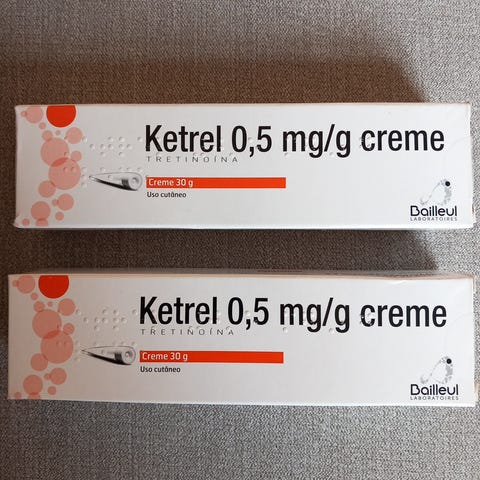 Ketrel 0,5 mg/g creme
TRETINOÍNA
Creme 30 g
Uso cutâneo
Bailleul
LABORATOIRES
Ketrel 0,5 mg/g creme
TRETINOÍNA
Creme 30 g
Uso cutâneo
Bailleul
LABORATOIRES